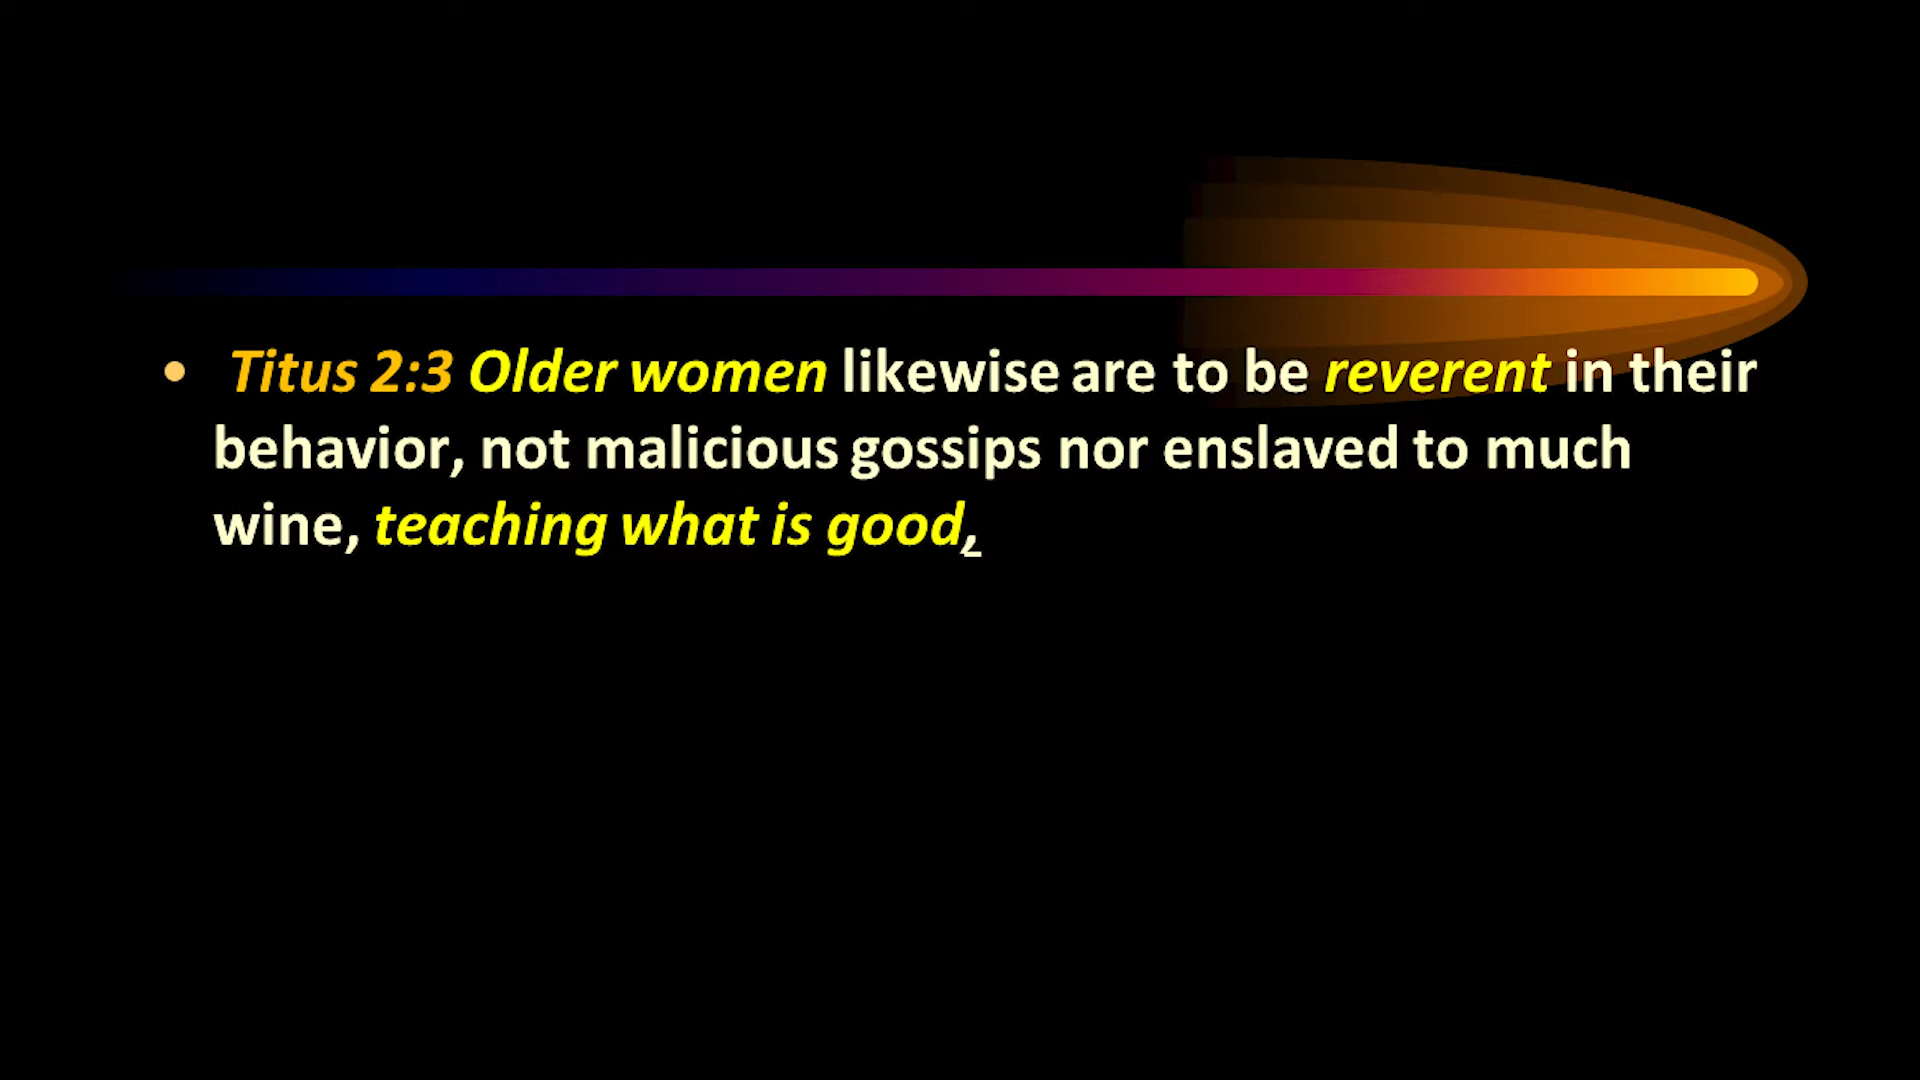 • Titus 2:3 Older women likewise are to be reverent in their
behavior, not malicious gossips nor enslaved to much
wine, teaching what is good,